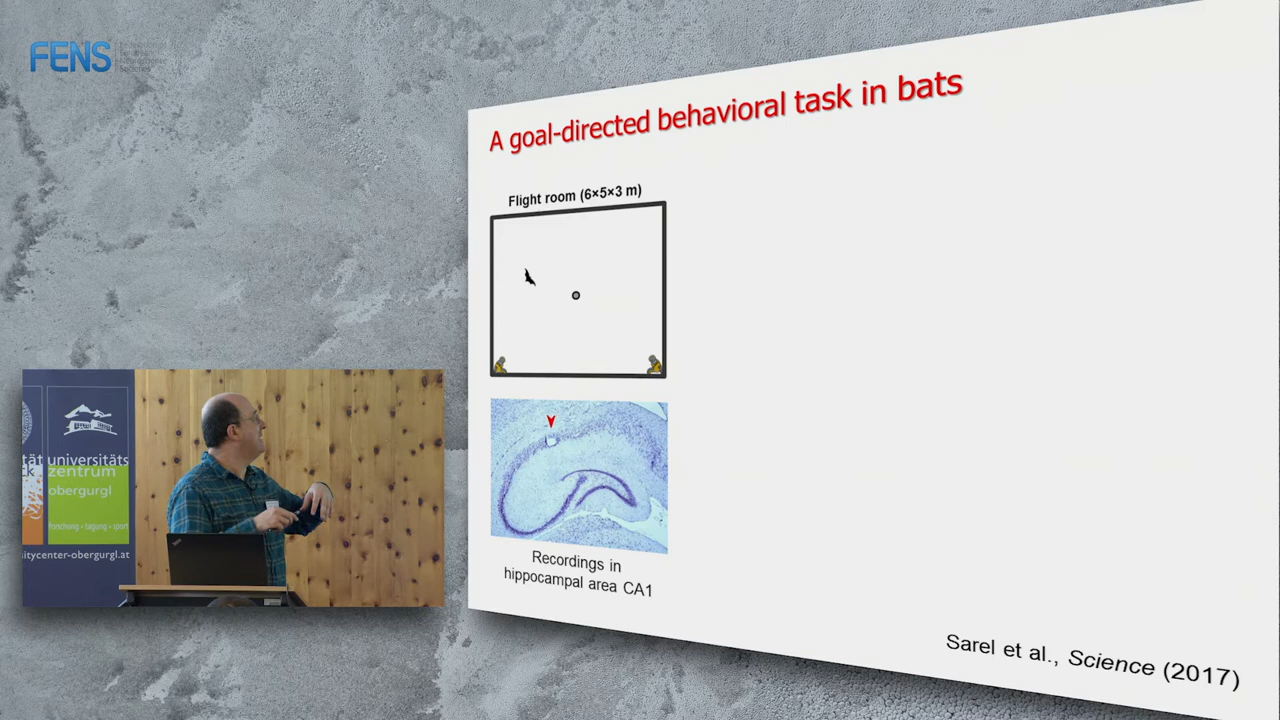 FENS
A goal-directed behavioral task in bats
Flight room (6×5×3 m)
Recordings in
hippocampal area CA1
Sarel et al., Science (2017)
tät universitäts
zentrum
obergurgl
forschung • tagung • sport
itycenter-obergurgl.at